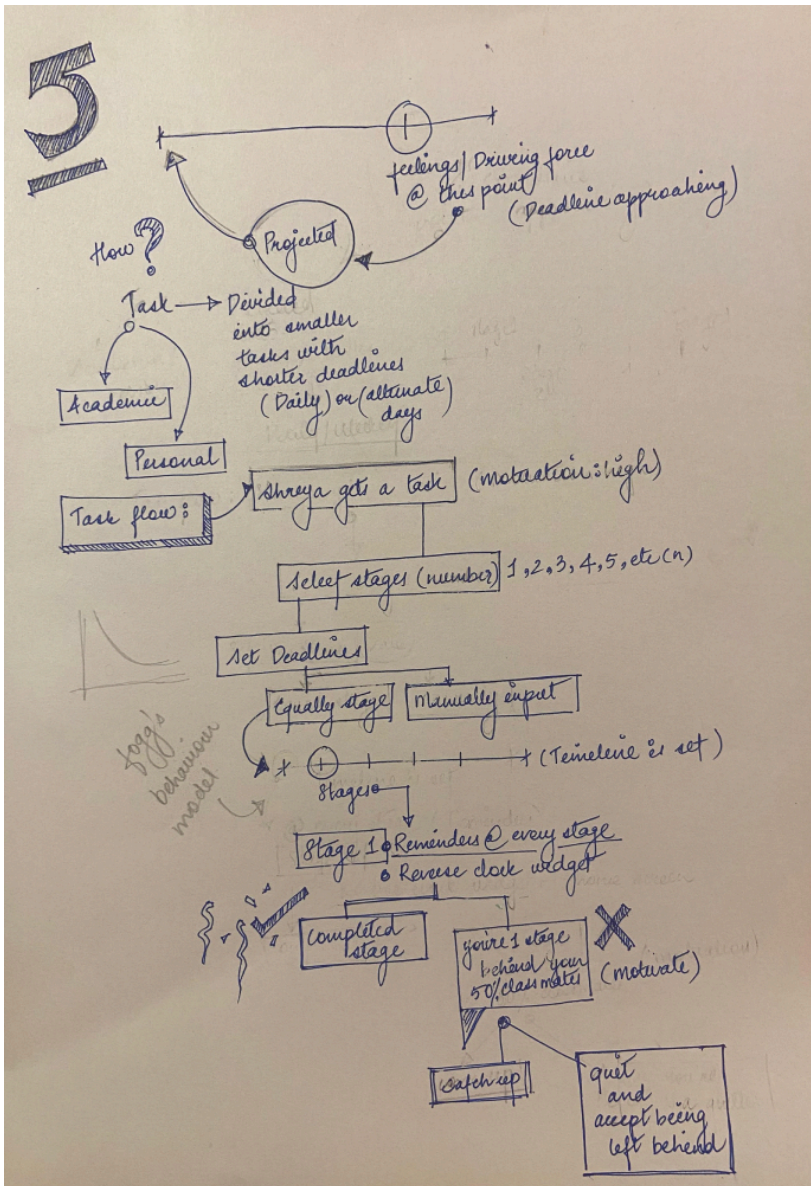 5
feelings/Driving force
@ this point
(Deadline approaching)
Projected
How?
Task → Divided
into smaller
tasks with
shorter deadlines
(Daily) or (alternate)
days
Academic
Personal
Task flow:
Shreya gets a task (motivation: high)
Select stages (number) 1, 2, 3, 4, 5, etc (n)
Set Deadlines
Equally stage
Manually input
(Timeline is set)
Stages
fogg's
behaviour
model
Stage 1 Reminders @ every stage
Reverse clock widget
Completed
stage
you're 1 stage
behind your
50% classmates
(motivate)
Catch up
quit
and
accept being
left behind